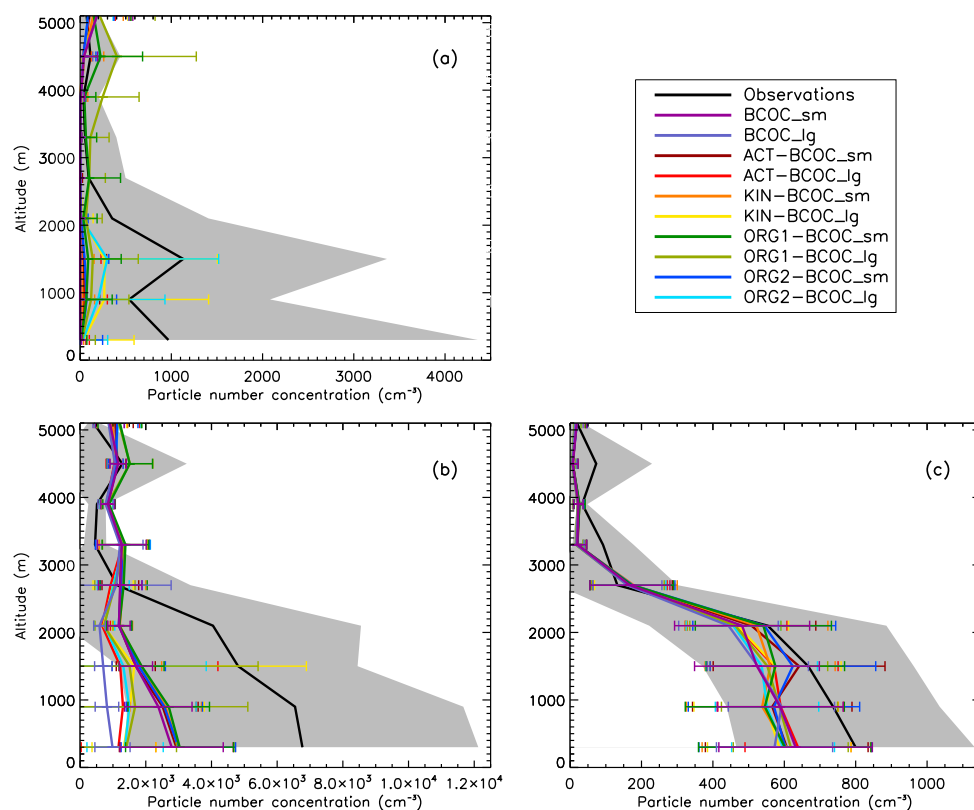 (a)
Altitude (m)
5000
4000
3000
2000
1000
0
0 1000 2000 3000 4000
Particle number concentration (cm⁻³)
Observations
BCOC_sm
BCOC_lg
ACT−BCOC_sm
ACT−BCOC_lg
KIN−BCOC_sm
KIN−BCOC_lg
ORG1−BCOC_sm
ORG1−BCOC_lg
ORG2−BCOC_sm
ORG2−BCOC_lg
(b)
Altitude (m)
5000
4000
3000
2000
1000
0
0 2.0×10³ 4.0×10³ 6.0×10³ 8.0×10³ 1.0×10⁴ 1.2×10⁴
Particle number concentration (cm⁻³)
(c)
Altitude (m)
5000
4000
3000
2000
1000
0
0 200 400 600 800 1000
Particle number concentration (cm⁻³)